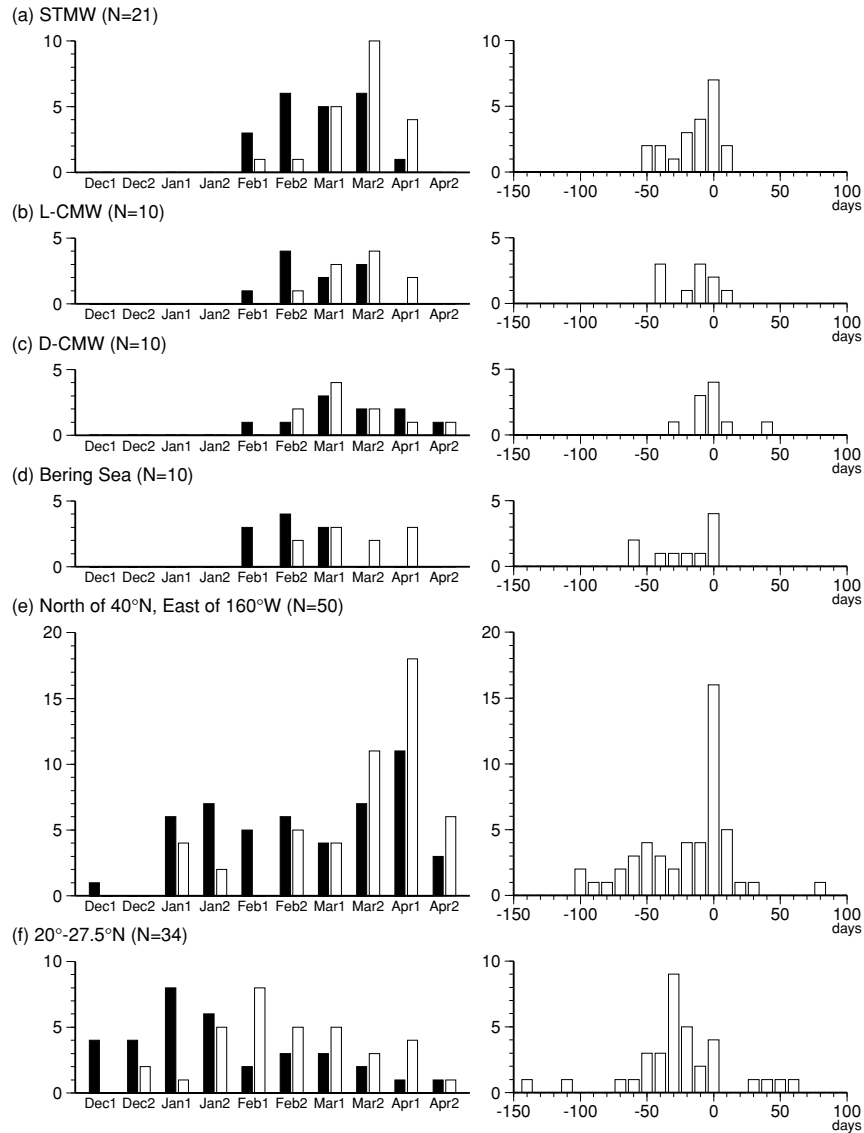 (a) STMW (N=21)
10
5
0
Dec1 Dec2 Jan1 Jan2 Feb1 Feb2 Mar1 Mar2 Apr1 Apr2
10
5
0
-150 -100 -50 0 50 100
days
(b) L-CMW (N=10)
5
0
Dec1 Dec2 Jan1 Jan2 Feb1 Feb2 Mar1 Mar2 Apr1 Apr2
5
0
-150 -100 -50 0 50 100
days
(c) D-CMW (N=10)
5
0
Dec1 Dec2 Jan1 Jan2 Feb1 Feb2 Mar1 Mar2 Apr1 Apr2
5
0
-150 -100 -50 0 50 100
days
(d) Bering Sea (N=10)
5
0
Dec1 Dec2 Jan1 Jan2 Feb1 Feb2 Mar1 Mar2 Apr1 Apr2
5
0
-150 -100 -50 0 50 100
days
(e) North of 40°N, East of 160°W (N=50)
20
15
10
5
0
Dec1 Dec2 Jan1 Jan2 Feb1 Feb2 Mar1 Mar2 Apr1 Apr2
20
15
10
5
0
-150 -100 -50 0 50 100
days
(f) 20°-27.5°N (N=34)
10
5
0
Dec1 Dec2 Jan1 Jan2 Feb1 Feb2 Mar1 Mar2 Apr1 Apr2
10
5
0
-150 -100 -50 0 50 100
days